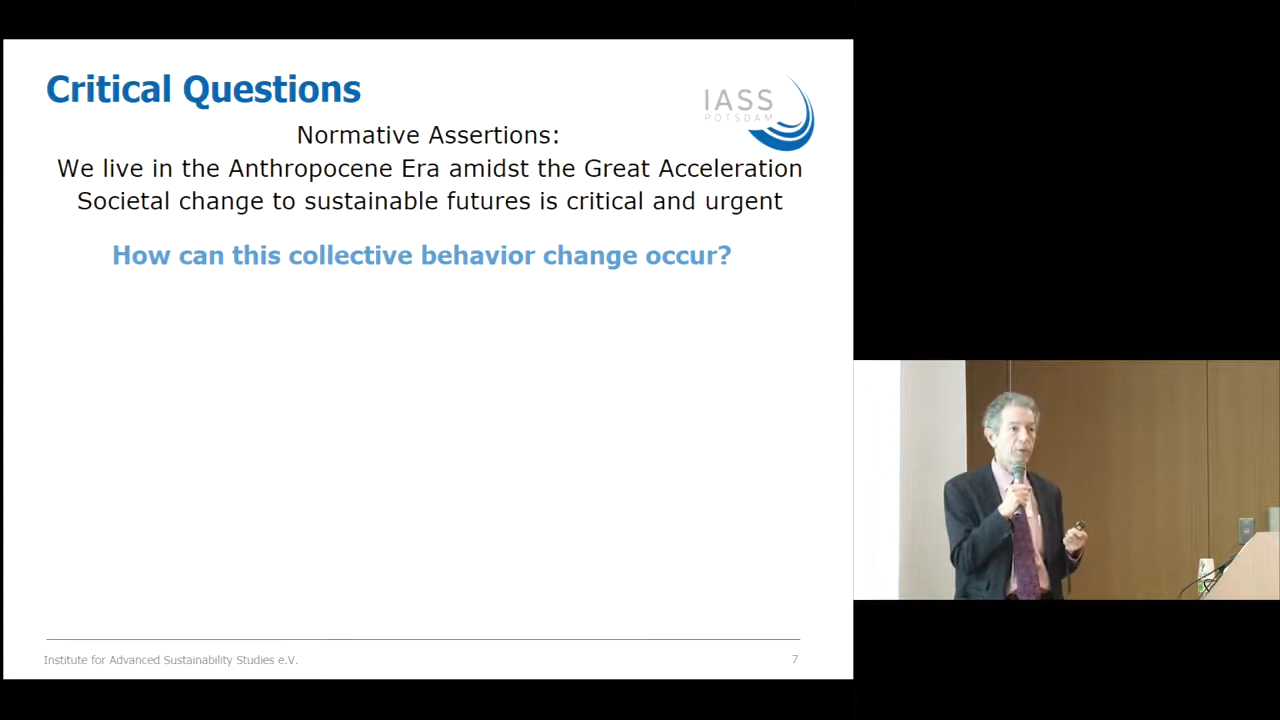 Critical Questions
IASS
POTSDAM
Normative Assertions:
We live in the Anthropocene Era amidst the Great Acceleration
Societal change to sustainable futures is critical and urgent
How can this collective behavior change occur?
Institute for Advanced Sustainability Studies e.V.
7